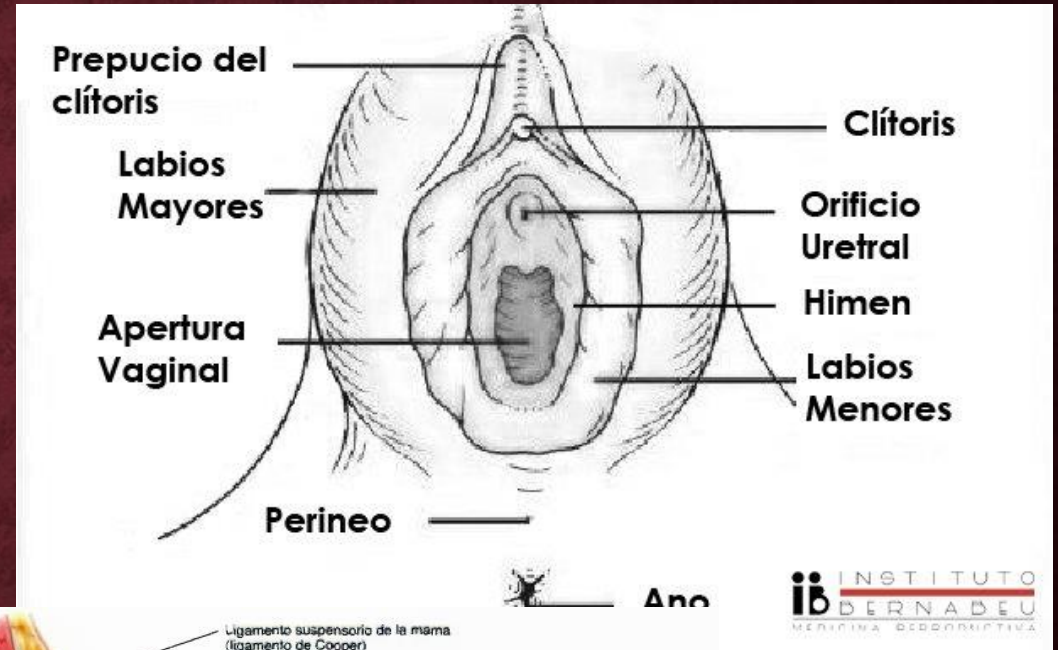 Prepucio del
clítoris
Clítoris
Labios
Mayores
Orificio
Uretral
Himen
Apertura
Vaginal
Labios
Menores
Perineo
Ano
INSTITUTO
BERNABEU
MEDICINA REPRODUCTIVA
Ligamento suspensorio de la mama
(ligamento de Cooper)